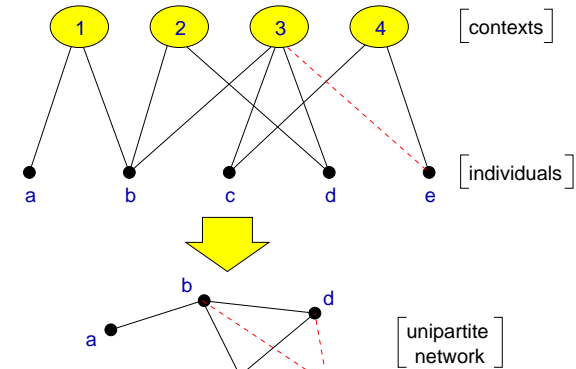 1 2 3 4 [contexts]
[individuals]
a b c d e
b
d
a
[unipartite
network]